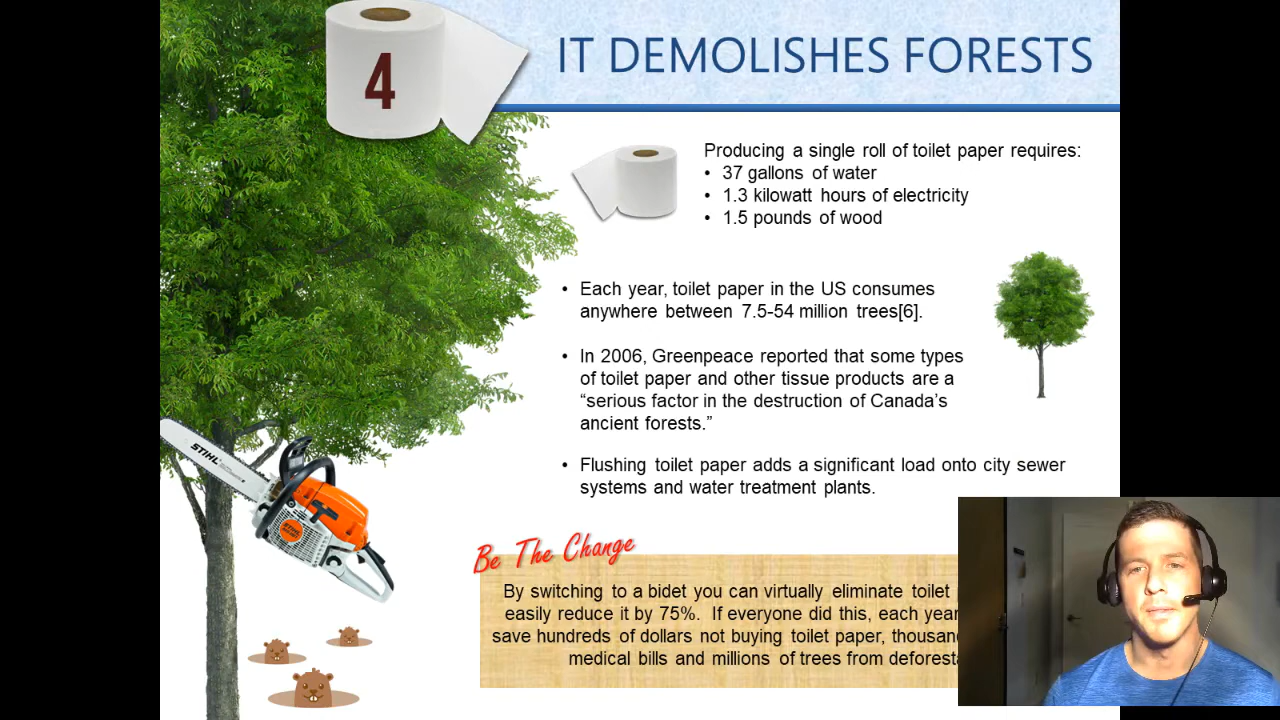 4
IT DEMOLISHES FORESTS
Producing a single roll of toilet paper requires:
• 37 gallons of water
• 1.3 kilowatt hours of electricity
• 1.5 pounds of wood
• Each year, toilet paper in the US consumes
anywhere between 7.5-54 million trees[6].
• In 2006, Greenpeace reported that some types
of toilet paper and other tissue products are a
“serious factor in the destruction of Canada’s
ancient forests.”
• Flushing toilet paper adds a significant load onto city sewer
systems and water treatment plants.
STIHL
Be The Change
By switching to a bidet you can virtually eliminate toilet
easily reduce it by 75%. If everyone did this, each year
save hundreds of dollars not buying toilet paper, thousan
medical bills and millions of trees from deforest